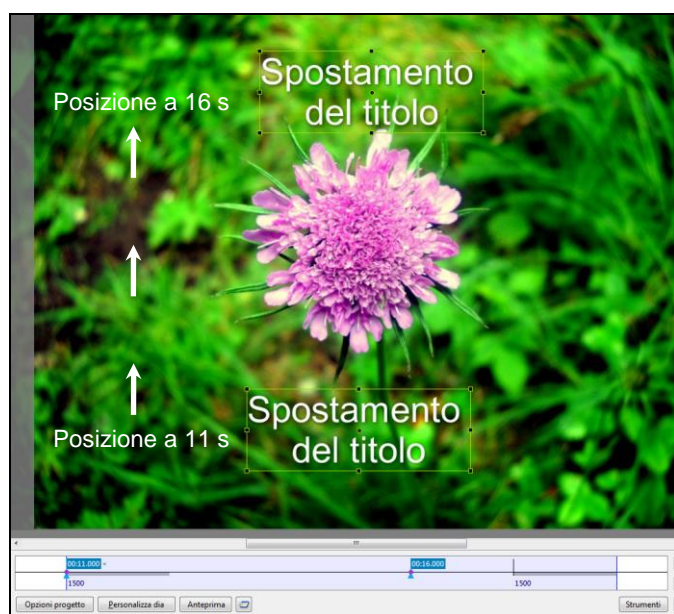 Spostamento
del titolo
Posizione a 16 s
Spostamento
del titolo
Posizione a 11 s
00:11.000
00:16.000
1500
1500
Opzioni progetto
Personalizza dia
Anteprima
Strumenti